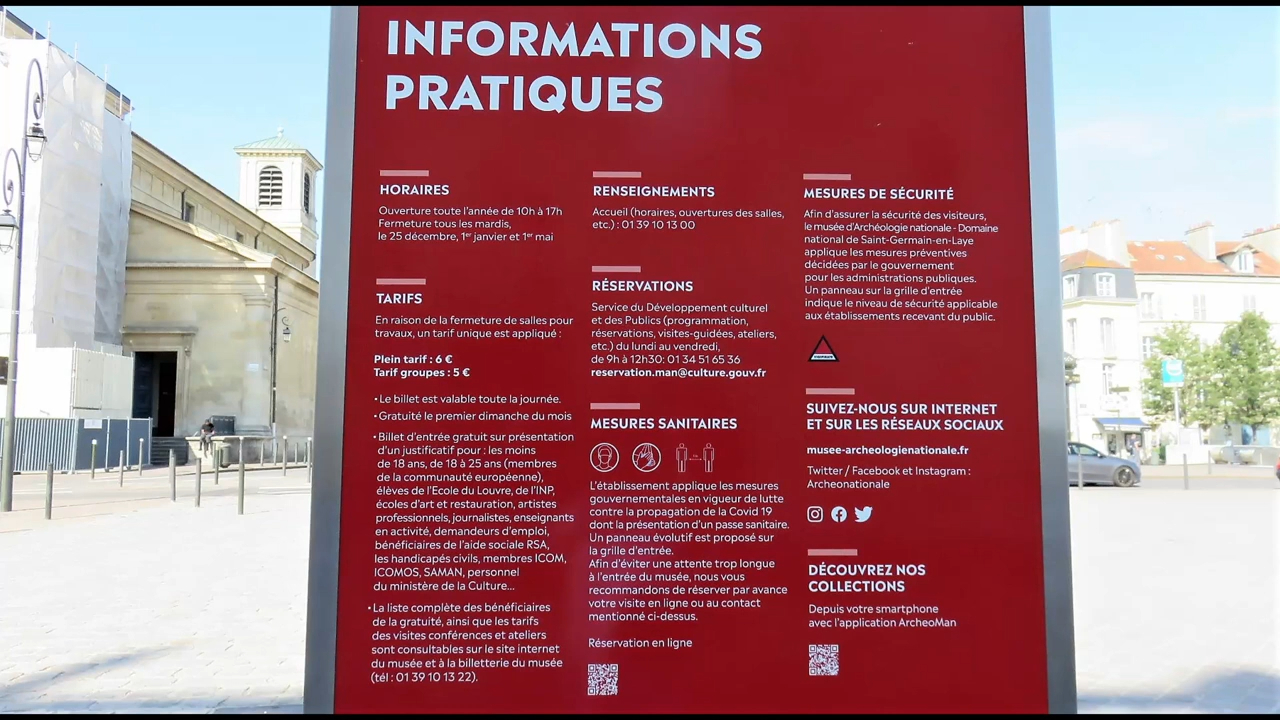 INFORMATIONS
PRATIQUES
HORAIRES
Ouverture toute l'année de 10h à 17h
Fermeture tous les mardis,
le 25 décembre, 1er janvier et 1er mai
TARIFS
En raison de la fermeture de salles pour
travaux, un tarif unique est appliqué :
Plein tarif : 6 €
Tarif groupes : 5 €
• Le billet est valable toute la journée.
• Gratuité le premier dimanche du mois
• Billet d'entrée gratuit sur présentation
d'un justificatif pour : les moins
de 18 ans, de 18 à 25 ans (membres
de la communauté européenne),
élèves de l'Ecole du Louvre, de l'INP,
écoles d'art et restauration, artistes
professionnels, journalistes, enseignants
en activité, demandeurs d'emploi,
bénéficiaires de l'aide sociale RSA,
les handicapés civils, membres ICOM,
ICOMOS, SAMAN, personnel
du ministère de la Culture...
• La liste complète des bénéficiaires
de la gratuité, ainsi que les tarifs
des visites conférences et ateliers
sont consultables sur le site internet
du musée et à la billetterie du musée
(tél : 01 39 10 13 22).
RENSEIGNEMENTS
Accueil (horaires, ouvertures des salles,
etc.) : 01 39 10 13 00
RÉSERVATIONS
Service du Développement culturel
et des Publics (programmation,
réservations, visites-guidées, ateliers,
etc.) du lundi au vendredi,
de 9h à 12h30: 01 34 51 65 36
reservation.man@culture.gouv.fr
MESURES SANITAIRES
L'établissement applique les mesures
gouvernementales en vigueur de lutte
contre la propagation de la Covid 19
dont la présentation d'un passe sanitaire.
Un panneau évolutif est proposé sur
la grille d'entrée.
Afin d'éviter une attente trop longue
à l'entrée du musée, nous vous
recommandons de réserver par avance
votre visite en ligne ou au contact
mentionné ci-dessus.
Réservation en ligne
MESURES DE SÉCURITÉ
Afin d'assurer la sécurité des visiteurs,
le musée d'Archéologie nationale - Domaine
national de Saint-Germain-en-Laye
applique les mesures préventives
décidées par le gouvernement
pour les administrations publiques.
Un panneau sur la grille d'entrée
indique le niveau de sécurité applicable
aux établissements recevant du public.
SUIVEZ-NOUS SUR INTERNET
ET SUR LES RÉSEAUX SOCIAUX
musee-archeologienationale.fr
Twitter / Facebook et Instagram :
Archeonationale
DÉCOUVREZ NOS
COLLECTIONS
Depuis votre smartphone
avec l'application ArcheoMan